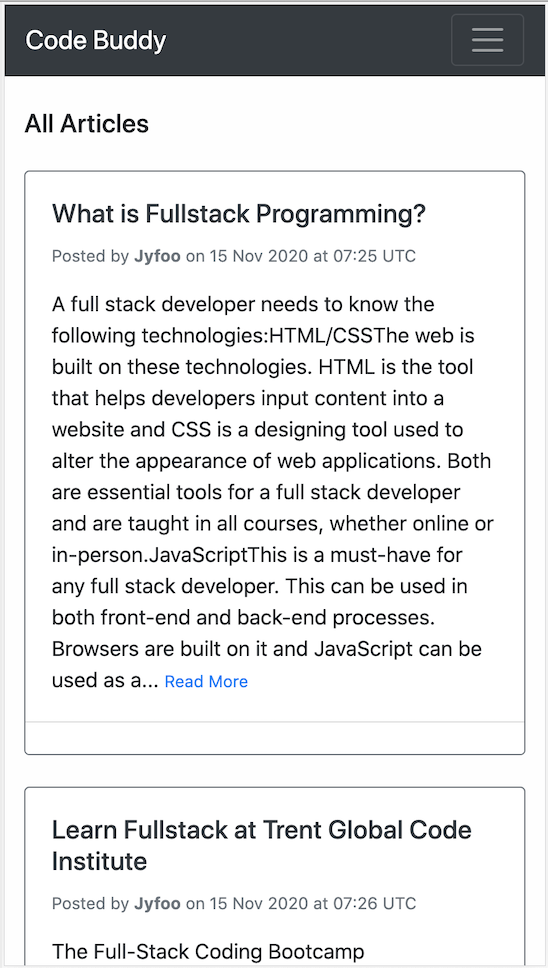 Code Buddy
All Articles
What is Fullstack Programming?
Posted by Jyfoo on 15 Nov 2020 at 07:25 UTC
A full stack developer needs to know the
following technologies:HTML/CSSThe web is
built on these technologies. HTML is the tool
that helps developers input content into a
website and CSS is a designing tool used to
alter the appearance of web applications. Both
are essential tools for a full stack developer
and are taught in all courses, whether online or
in-person.JavaScriptThis is a must-have for
any full stack developer. This can be used in
both front-end and back-end processes.
Browsers are built on it and JavaScript can be
used as a... Read More
Learn Fullstack at Trent Global Code
Institute
Posted by Jyfoo on 15 Nov 2020 at 07:26 UTC
The Full-Stack Coding Bootcamp